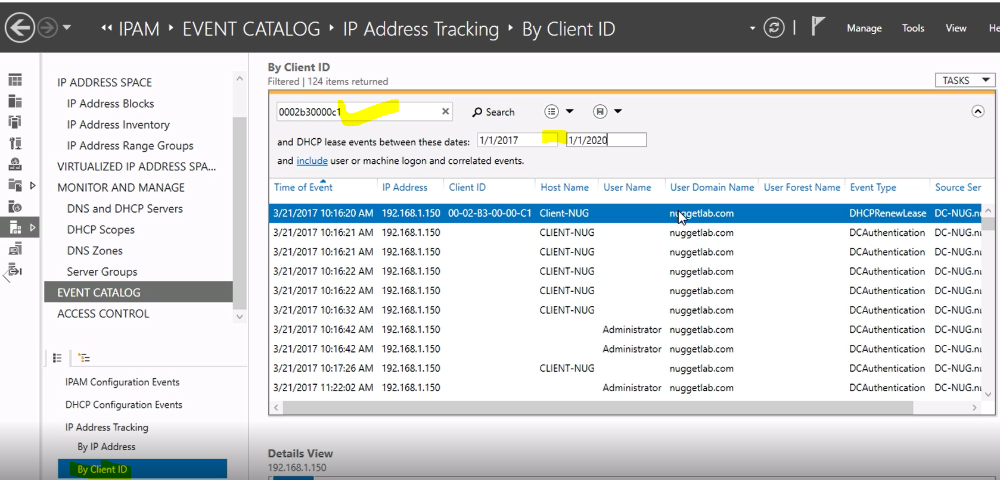 IPAM EVENT CATALOG IP Address Tracking By Client ID
Manage Tools View He
IP ADDRESS SPACE
IP Address Blocks
IP Address Inventory
IP Address Range Groups
VIRTUALIZED IP ADDRESS SPA...
MONITOR AND MANAGE
DNS and DHCP Servers
DHCP Scopes
DNS Zones
Server Groups
EVENT CATALOG
ACCESS CONTROL
IPAM Configuration Events
DHCP Configuration Events
IP Address Tracking
By IP Address
By Client ID
By Client ID
Filtered | 124 items returned
TASKS
0002b30000c1 Search
and DHCP lease events between these dates: 1/1/2017 1/1/2020
and include user or machine logon and correlated events.
Time of Event IP Address Client ID Host Name User Name User Domain Name User Forest Name Event Type Source Ser
3/21/2017 10:16:20 AM 192.168.1.150 00-02-B3-00-00-C1 Client-NUG nuggetlab.com DHCPRenewLease DC-NUG.nu
3/21/2017 10:16:21 AM 192.168.1.150 CLIENT-NUG nuggetlab.com DCAuthentication DC-NUG.nu
3/21/2017 10:16:21 AM 192.168.1.150 CLIENT-NUG nuggetlab.com DCAuthentication DC-NUG.nu
3/21/2017 10:16:22 AM 192.168.1.150 CLIENT-NUG nuggetlab.com DCAuthentication DC-NUG.nu
3/21/2017 10:16:22 AM 192.168.1.150 CLIENT-NUG nuggetlab.com DCAuthentication DC-NUG.nu
3/21/2017 10:16:32 AM 192.168.1.150 CLIENT-NUG nuggetlab.com DCAuthentication DC-NUG.nu
3/21/2017 10:16:42 AM 192.168.1.150 Administrator nuggetlab.com DCAuthentication DC-NUG.nu
3/21/2017 10:16:42 AM 192.168.1.150 Administrator nuggetlab.com DCAuthentication DC-NUG.nu
3/21/2017 10:17:26 AM 192.168.1.150 CLIENT-NUG nuggetlab.com DCAuthentication DC-NUG.nu
3/21/2017 11:22:02 AM 192.168.1.150 Administrator nuggetlab.com DCAuthentication DC-NUG.nu
Details View
192.168.1.150